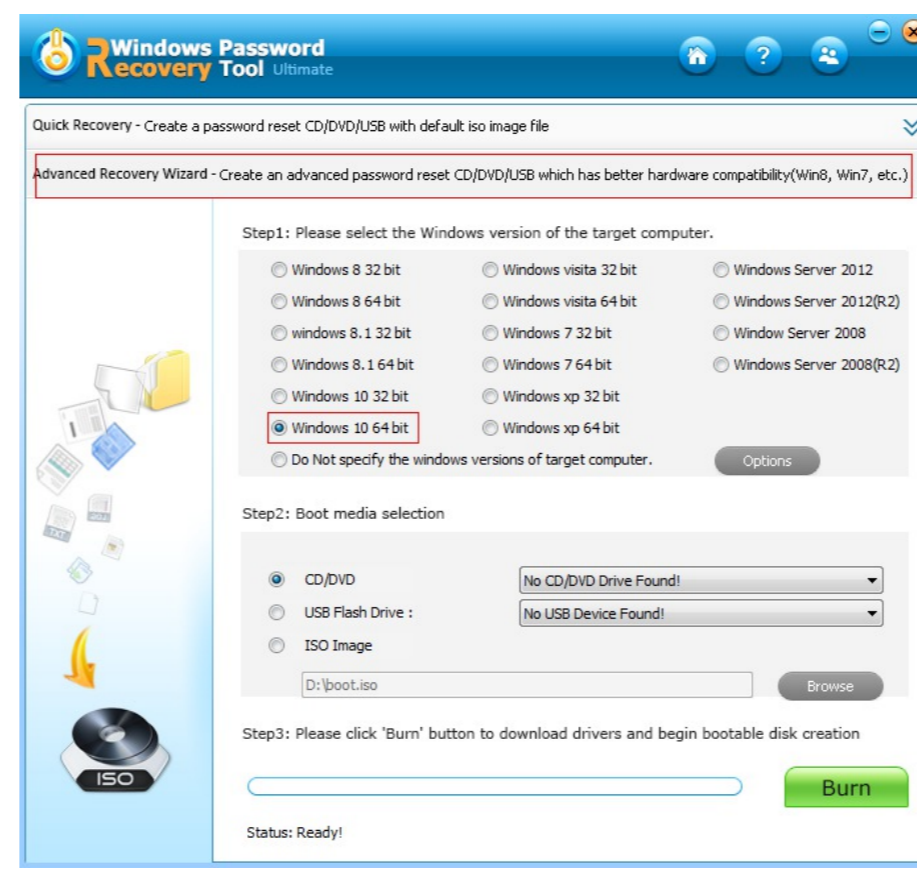 Windows Password
Recovery Tool Ultimate
?
Quick Recovery - Create a password reset CD/DVD/USB with default iso image file
Advanced Recovery Wizard - Create an advanced password reset CD/DVD/USB which has better hardware compatibility(Win8, Win7, etc.)
Step1: Please select the Windows version of the target computer.
Windows 8 32 bit Windows visita 32 bit Windows Server 2012
Windows 8 64 bit Windows visita 64 bit Windows Server 2012(R2)
windows 8.1 32 bit Windows 7 32 bit Window Server 2008
Windows 8.1 64 bit Windows 7 64 bit Windows Server 2008(R2)
Windows 10 32 bit Windows xp 32 bit
Windows 10 64 bit Windows xp 64 bit
Do Not specify the windows versions of target computer. Options
Step2: Boot media selection
CD/DVD No CD/DVD Drive Found!
USB Flash Drive : No USB Device Found!
ISO Image
D:\boot.iso Browse
TXT
Step3: Please click 'Burn' button to download drivers and begin bootable disk creation
ISO
Burn
Status: Ready!